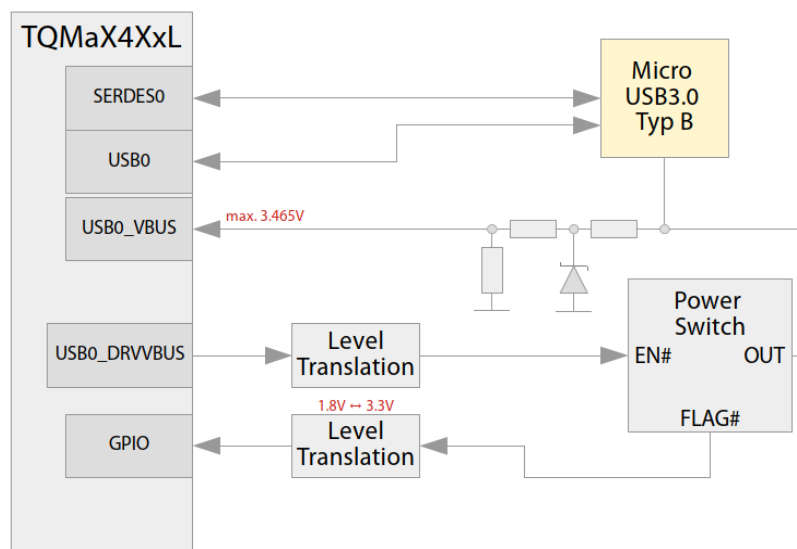 TQMaX4XxL
SERDES0
USB0
USB0_VBUS
USB0_DRVVBUS
GPIO
Micro
USB3.0
Typ B
max. 3.465V
Level
Translation
1.8V ↔ 3.3V
Level
Translation
Power
Switch
EN# OUT
FLAG#